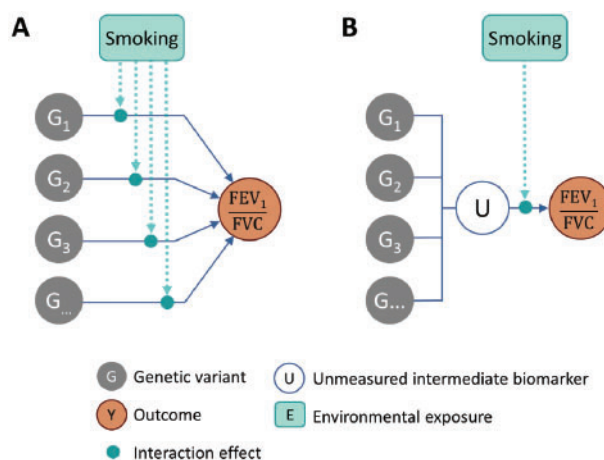 A
Smoking
G1
G2
G3
G...
FEV1
FVC
B
Smoking
G1
G2
G3
G...
U
FEV1
FVC
G Genetic variant
U Unmeasured intermediate biomarker
Y Outcome
E Environmental exposure
Interaction effect